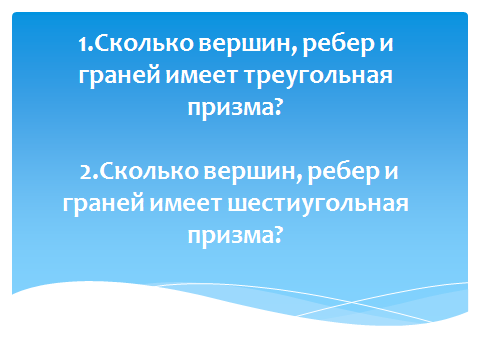 1.Сколько вершин, ребер и
граней имеет треугольная
призма?
2.Сколько вершин, ребер и
граней имеет шестиугольная
призма?